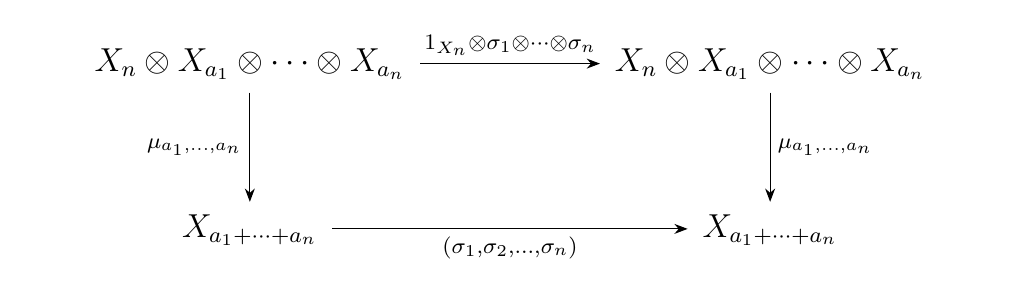 1_{X_n}⊗σ_1⊗⋯⊗σ_n
X_n ⊗ X_{a_1} ⊗ ⋯ ⊗ X_{a_n} X_n ⊗ X_{a_1} ⊗ ⋯ ⊗ X_{a_n}
μ_{a_1,...,a_n} μ_{a_1,...,a_n}
X_{a_1+⋯+a_n} X_{a_1+⋯+a_n}
(σ_1,σ_2,...,σ_n)